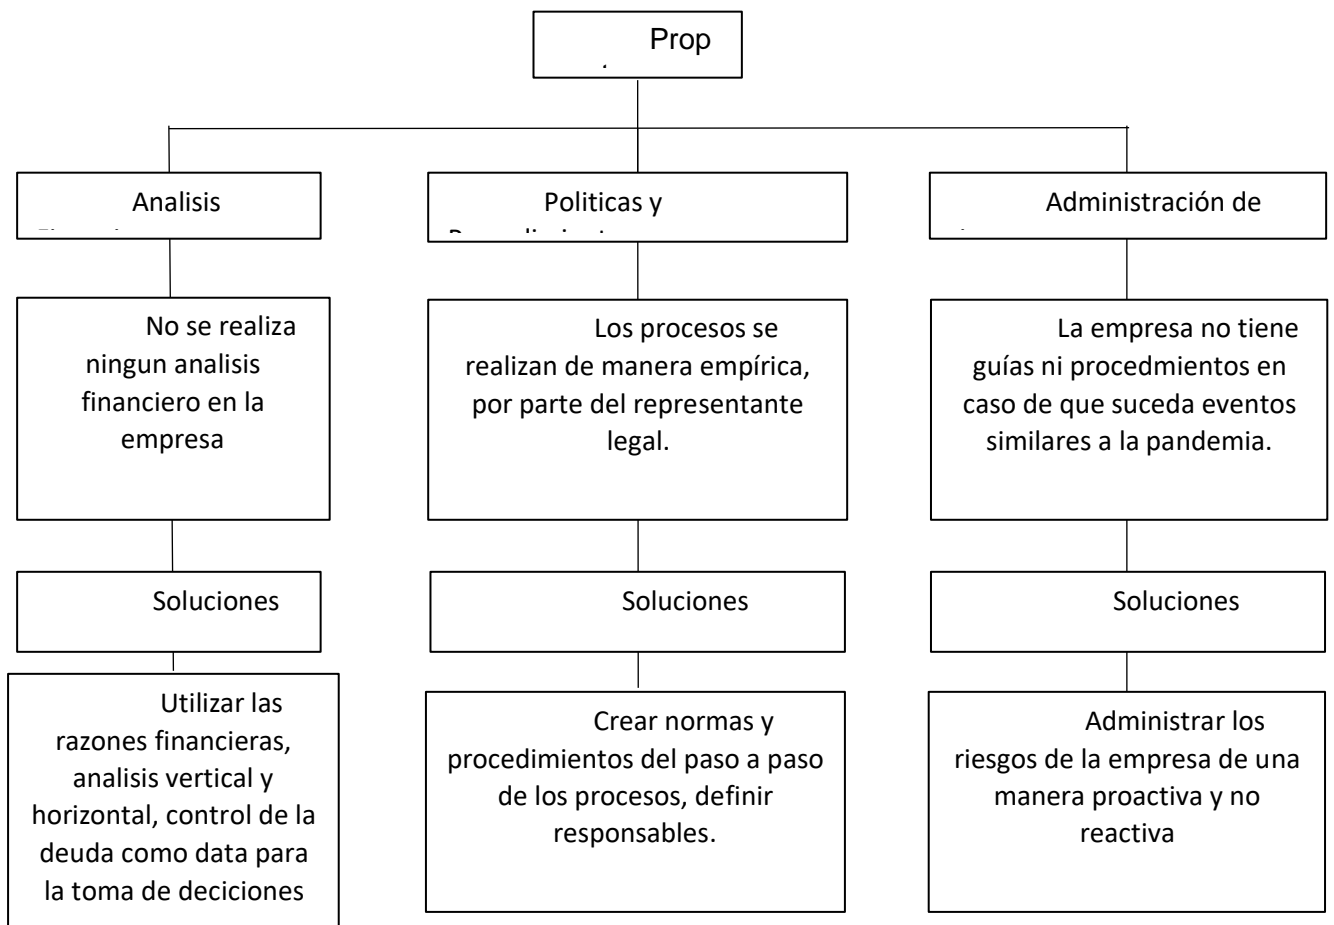 Prop
Analisis
Politicas y
Administración de
No se realiza
ningun analisis
financiero en la
empresa
Los procesos se
realizan de manera empírica,
por parte del representante
legal.
La empresa no tiene
guías ni procedmientos en
caso de que suceda eventos
similares a la pandemia.
Soluciones
Soluciones
Soluciones
Utilizar las
razones financieras,
analisis vertical y
horizontal, control de la
deuda como data para
la toma de deciciones
Crear normas y
procedimientos del paso a paso
de los procesos, definir
responsables.
Administrar los
riesgos de la empresa de una
manera proactiva y no
reactiva